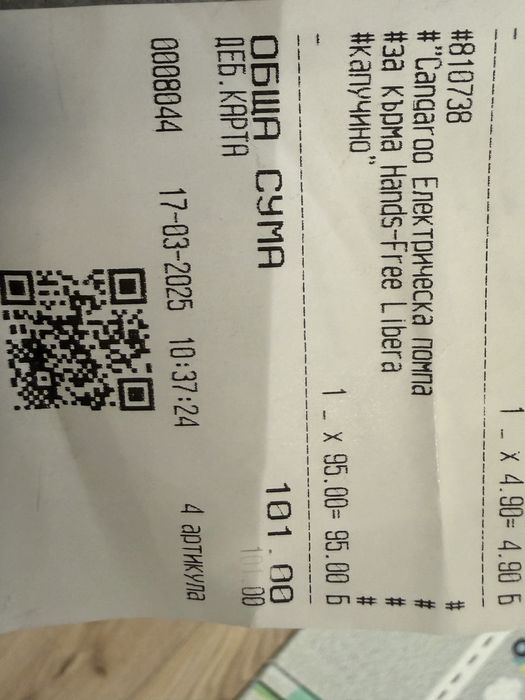 -
1 _ x 4.90= 4.90 Б
--------------------------------
#810738 #
#"Cangaroo Електрическа помпа #
#за кърма Hands-Free Libera #
#капучино" #
-
1 _ x 95.00= 95.00 Б
--------------------------------
ОБЩА СУМА 101.00
ДЕБ.КАРТА 101.00
0008044 17-03-2025 10:37:24 4 артикула